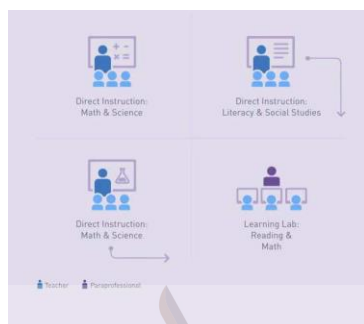 Direct Instruction:
Math & Science
Direct Instruction:
Literacy & Social Studies
Direct Instruction:
Math & Science
Learning Lab:
Reading &
Math
Teacher
Paraprofessional